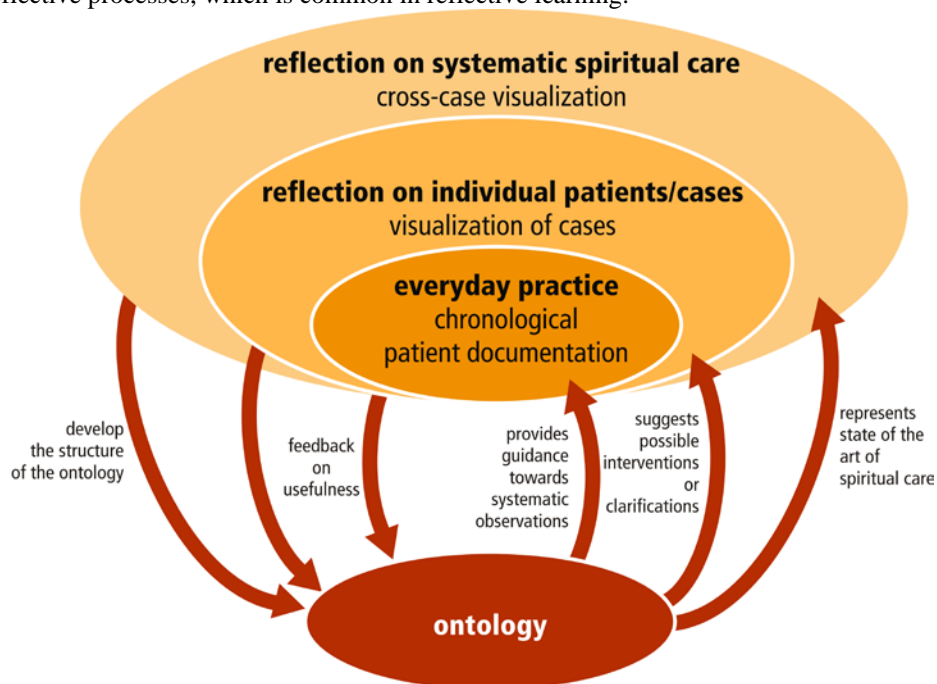 ffective processes, which is common in reflective learning.
reflection on systematic spiritual care
cross-case visualization
reflection on individual patients/cases
visualization of cases
everyday practice
chronological
patient documentation
develop
the structure
of the ontology
feedback
on
usefulness
provides
guidance
towards
systematic
observations
suggests
possible
interventions
or
clarifications
represents
state of the
art of
spiritual care
ontology